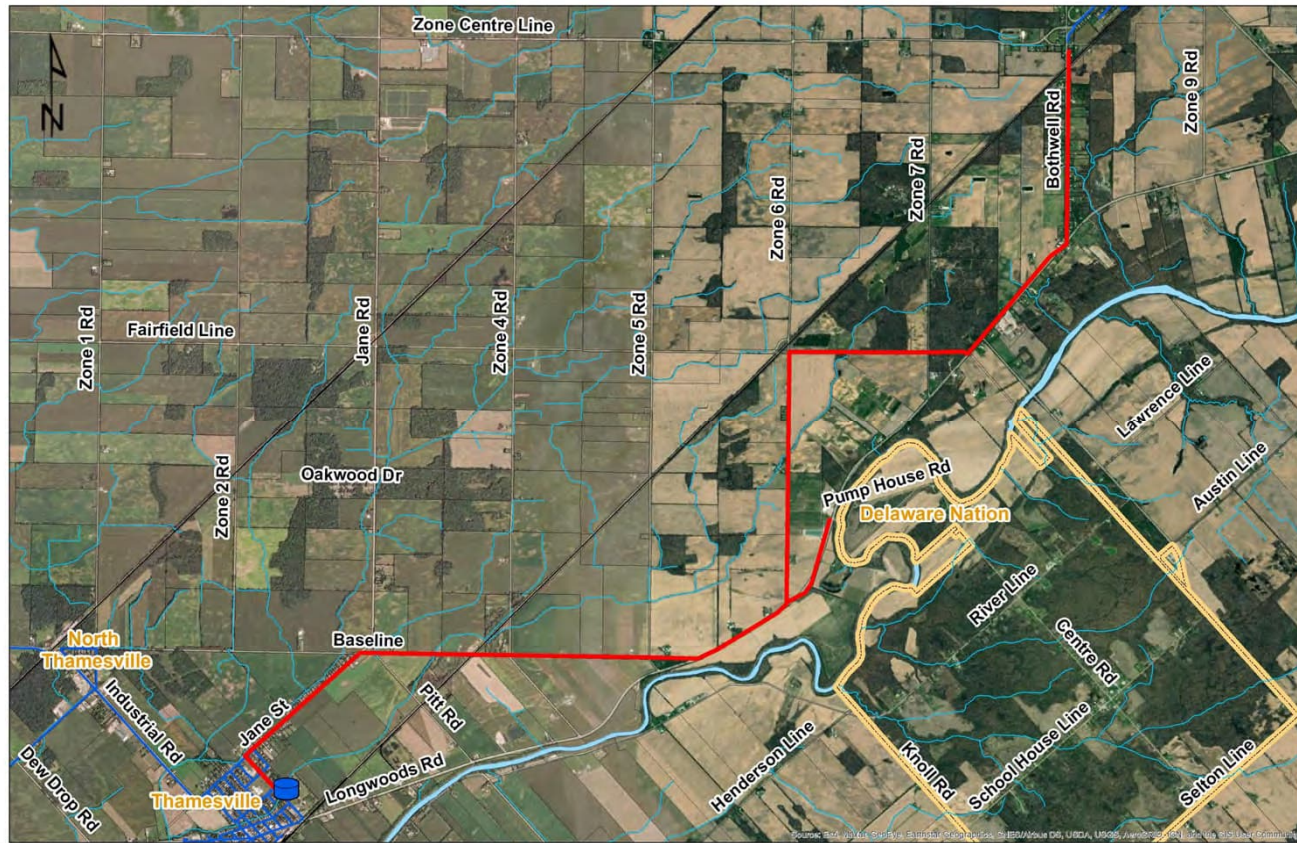 Zone Centre Line
N
Bothwell Rd
Zone 9 Rd
Zone 7 Rd
Zone 6 Rd
Zone 5 Rd
Zone 4 Rd
Jane Rd
Zone 1 Rd
Fairfield Line
Zone 2 Rd
Oakwood Dr
Lawrence Line
Austin Line
Pump House Rd
Delaware Nation
River Line
Centre Rd
North
Thamesville
Baseline
Industrial Rd
Jane St
Pitt Rd
Dew Drop Rd
Thamesville
Longwoods Rd
Henderson Line
Knoll Rd
School House Line
Selton Line